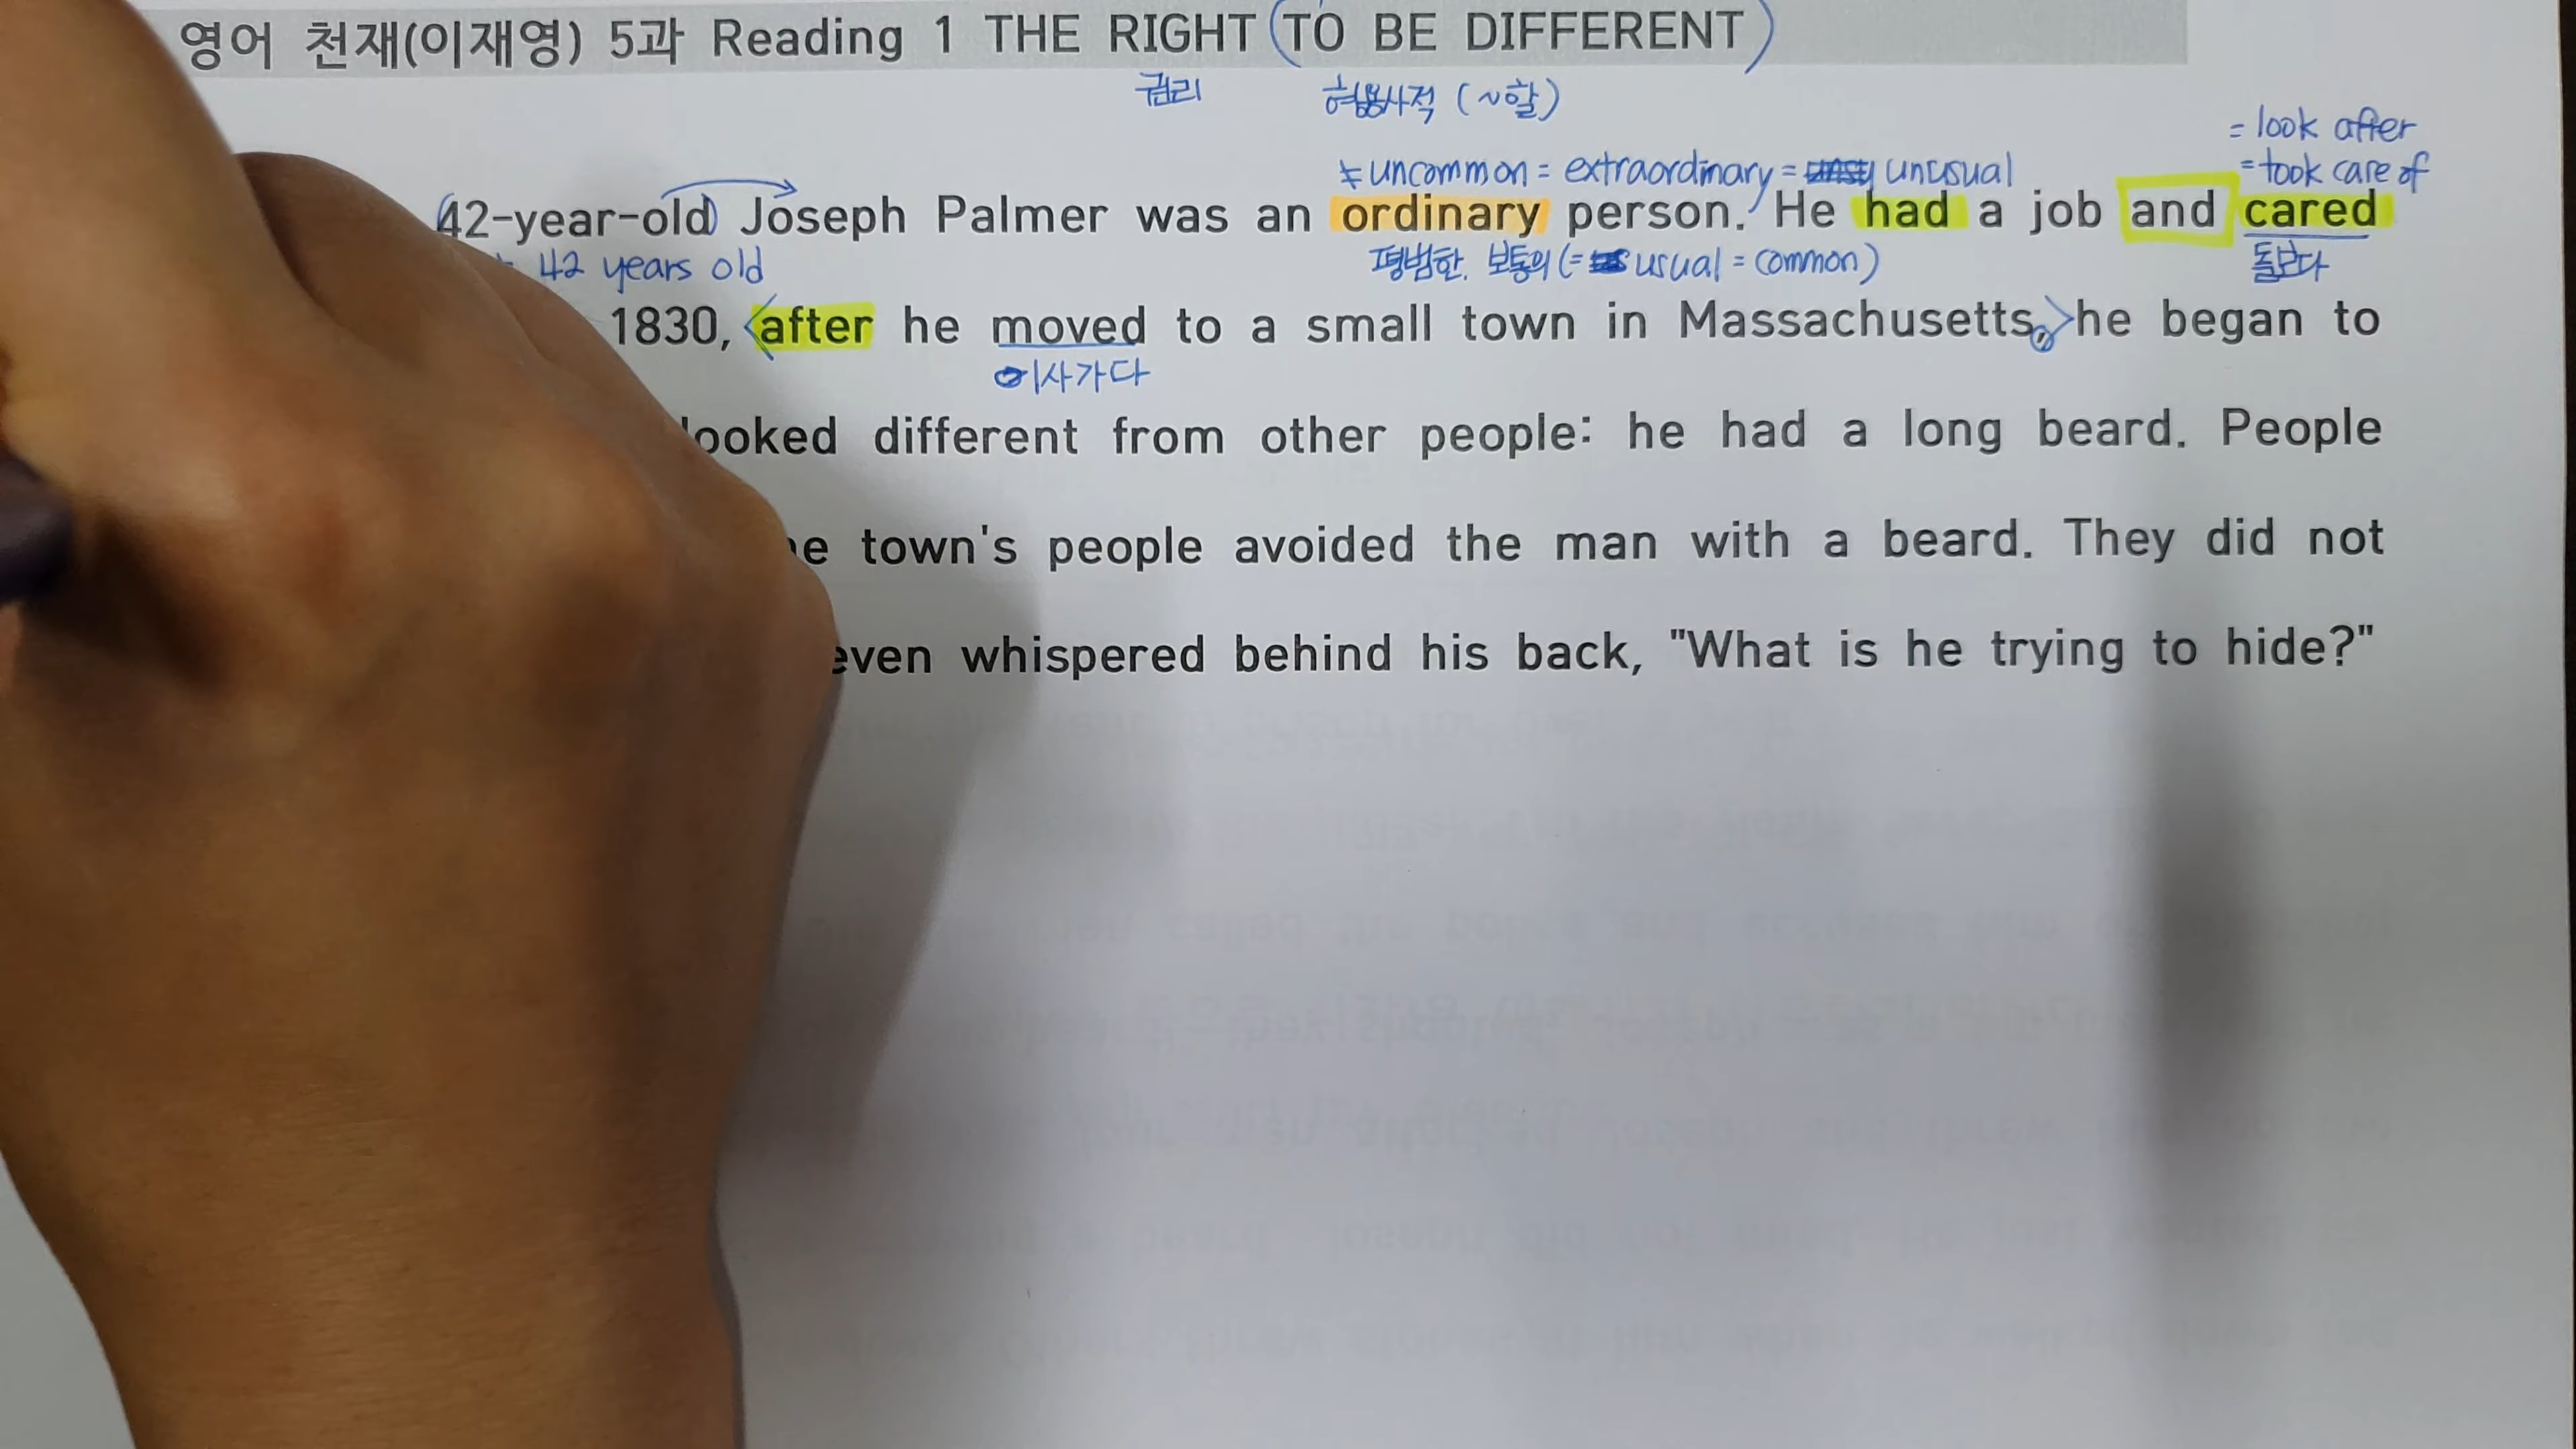 영어 천재(이재영) 5과 Reading 1 THE RIGHT TO BE DIFFERENT
권리 형용사적 (~할)
= look after
≠ uncommon = extraordinary = unusual = took care of
42-year-old Joseph Palmer was an ordinary person. He had a job and cared
42 years old 평범한, 보통의 (= usual = common) 돌보다
1830, after he moved to a small town in Massachusetts, he began to
이사가다
looked different from other people: he had a long beard. People
town's people avoided the man with a beard. They did not
even whispered behind his back, "What is he trying to hide?"